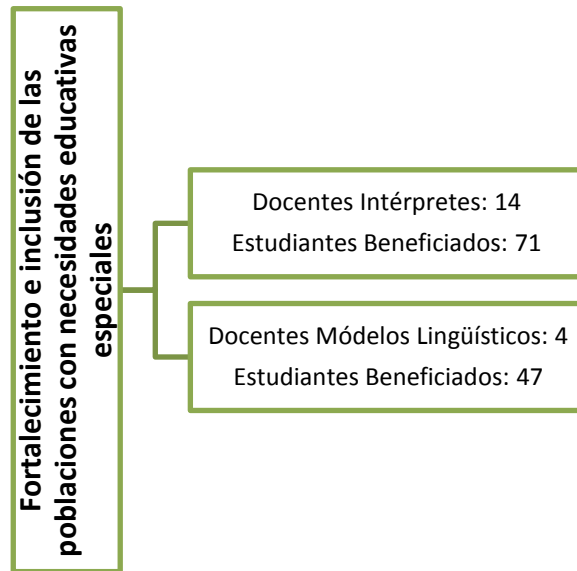 Fortalecimiento e inclusión de las
poblaciones con necesidades educativas
especiales
Docentes Intérpretes: 14
Estudiantes Beneficiados: 71
Docentes Módelos Lingüísticos: 4
Estudiantes Beneficiados: 47